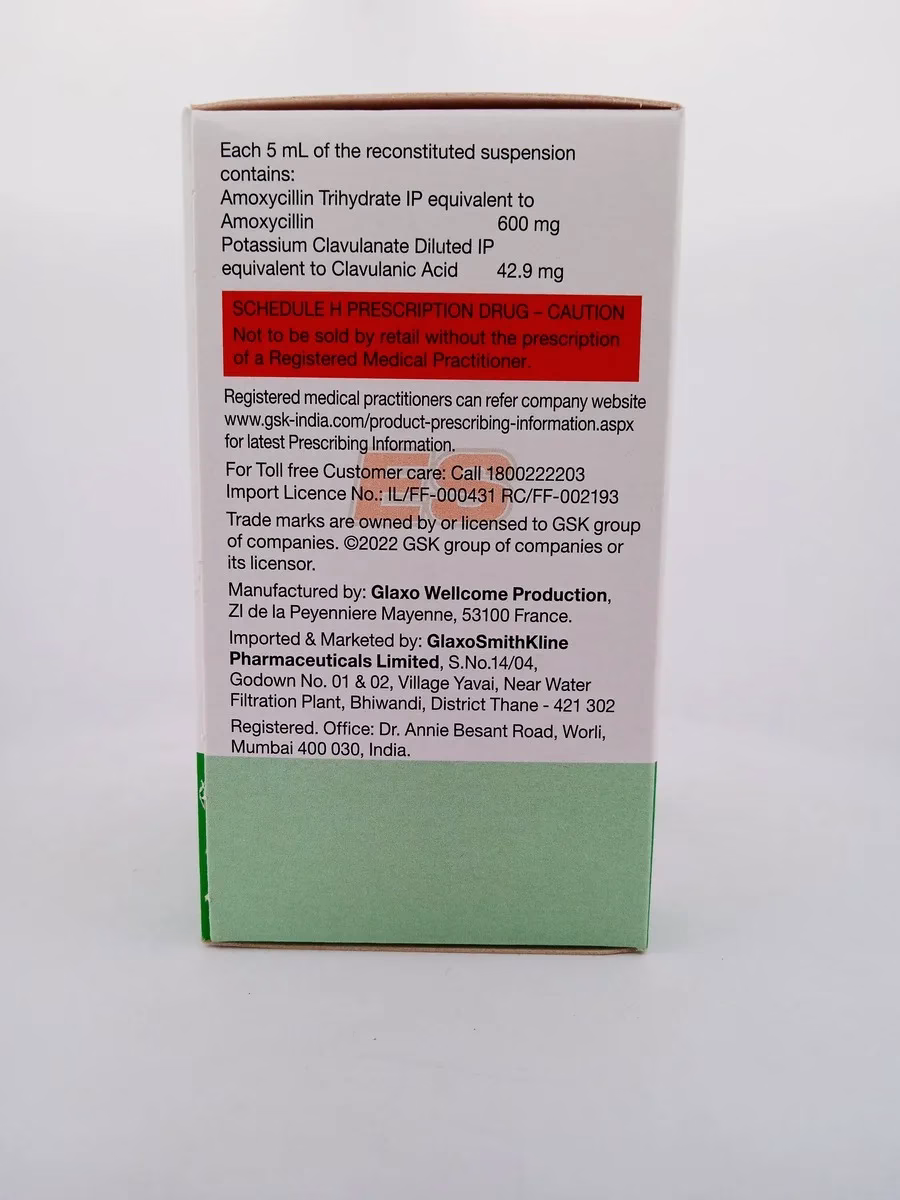 Each 5 mL of the reconstituted suspension
contains:
Amoxycillin Trihydrate IP equivalent to
Amoxycillin 600 mg
Potassium Clavulanate Diluted IP
equivalent to Clavulanic Acid 42.9 mg
SCHEDULE H PRESCRIPTION DRUG – CAUTION
Not to be sold by retail without the prescription
of a Registered Medical Practitioner.
Registered medical practitioners can refer company website
www.gsk-india.com/product-prescribing-information.aspx
for latest Prescribing Information.
ES
For Toll free Customer care: Call 1800222203
Import Licence No.: IL/FF-000431 RC/FF-002193
Trade marks are owned by or licensed to GSK group
of companies. ©2022 GSK group of companies or
its licensor.
Manufactured by: Glaxo Wellcome Production,
ZI de la Peyenniere Mayenne, 53100 France.
Imported & Marketed by: GlaxoSmithKline
Pharmaceuticals Limited, S.No.14/04,
Godown No. 01 & 02, Village Yavai, Near Water
Filtration Plant, Bhiwandi, District Thane - 421 302
Registered. Office: Dr. Annie Besant Road, Worli,
Mumbai 400 030, India.